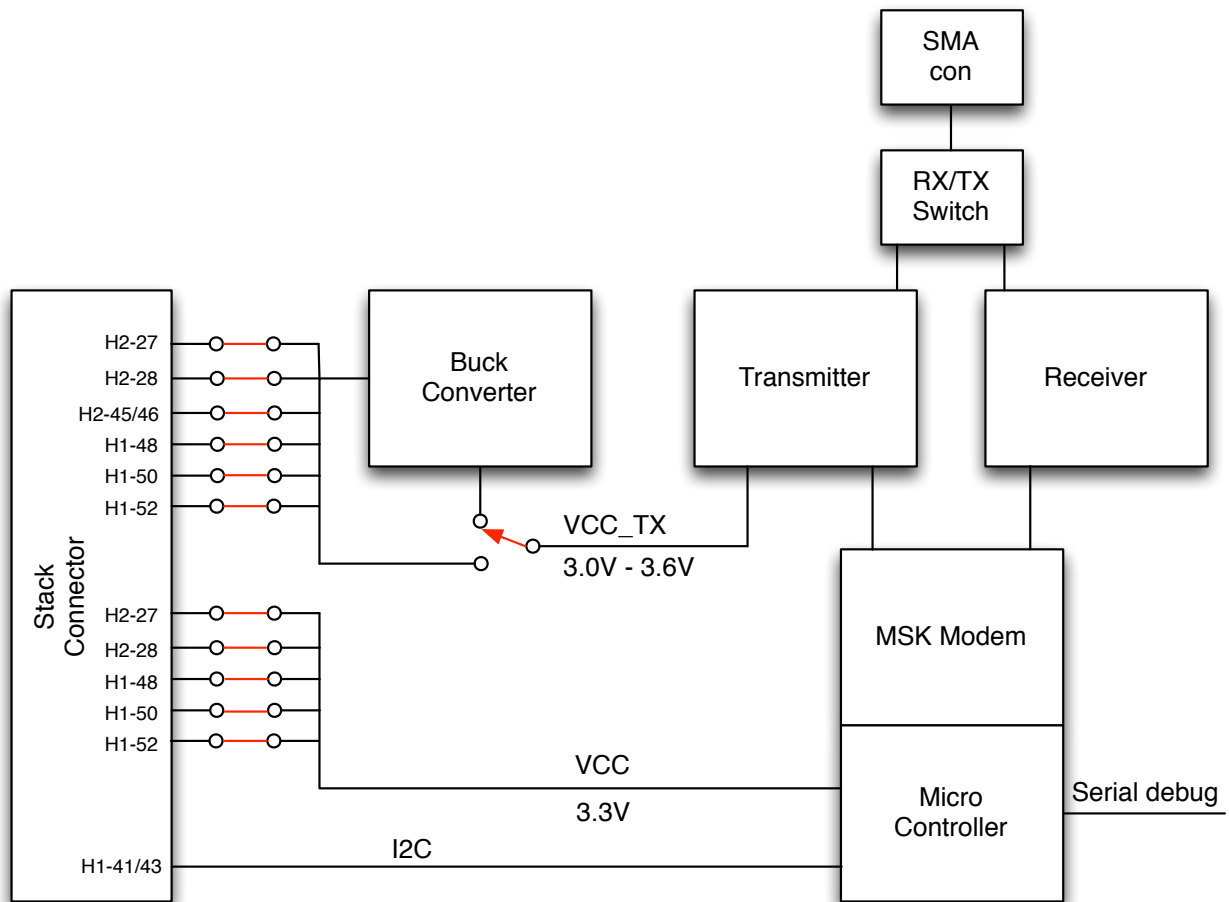 SMA
con
RX/TX
Switch
Stack
Connector
H2-27
H2-28
H2-45/46
H1-48
H1-50
H1-52
Buck
Converter
Transmitter
Receiver
VCC_TX
3.0V - 3.6V
H2-27
H2-28
H1-48
H1-50
H1-52
MSK Modem
VCC
3.3V
Micro
Controller
Serial debug
H1-41/43
I2C